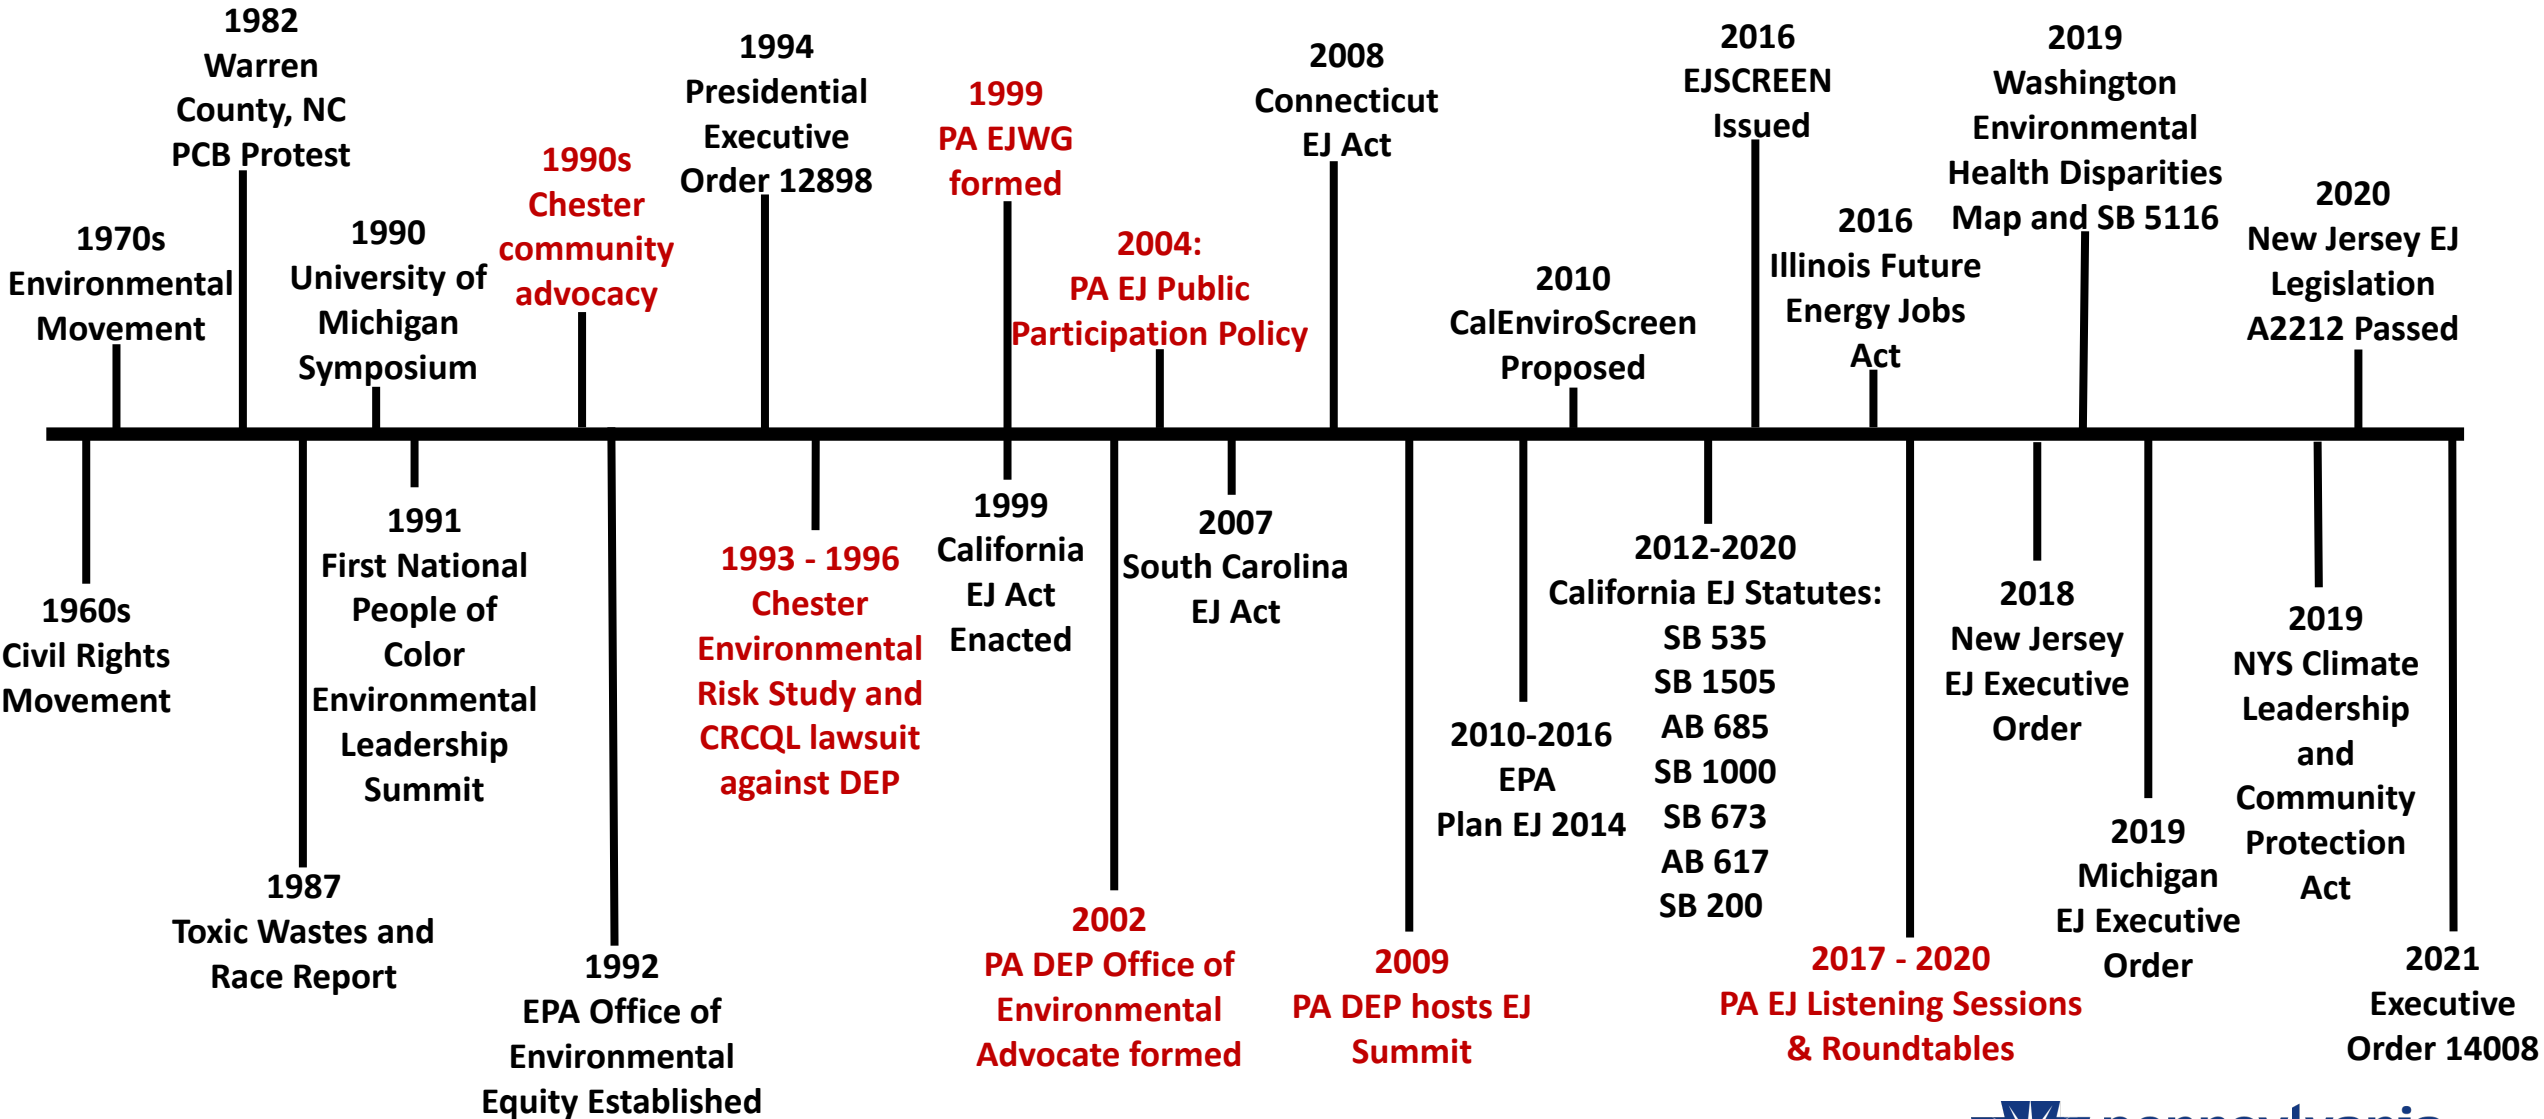 1982
Warren
County, NC
PCB Protest
1994
Presidential
Executive
Order 12898
2008
Connecticut
EJ Act
2016
EJSCREEN
Issued
2019
Washington
Environmental
Health Disparities
Map and SB 5116
1999
PA EJWG
formed
1990s
Chester
community
advocacy
1970s
Environmental
Movement
1990
University of
Michigan
Symposium
2004:
PA EJ Public
Participation Policy
2010
CalEnviroScreen
Proposed
2016
Illinois Future
Energy Jobs
Act
2020
New Jersey EJ
Legislation
A2212 Passed
1960s
Civil Rights
Movement
1987
Toxic Wastes and
Race Report
1991
First National
People of
Color
Environmental
Leadership
Summit
1992
EPA Office of
Environmental
Equity Established
1993 - 1996
Chester
Environmental
Risk Study and
CRCQL lawsuit
against DEP
1999
California
EJ Act
Enacted
2002
PA DEP Office of
Environmental
Advocate formed
2007
South Carolina
EJ Act
2009
PA DEP hosts EJ
Summit
2010-2016
EPA
Plan EJ 2014
2012-2020
California EJ Statutes:
SB 535
SB 1505
AB 685
SB 1000
SB 673
AB 617
SB 200
2017 - 2020
PA EJ Listening Sessions
& Roundtables
2018
New Jersey
EJ Executive
Order
2019
Michigan
EJ Executive
Order
2019
NYS Climate
Leadership
and
Community
Protection
Act
2021
Executive
Order 14008
pennsylvania